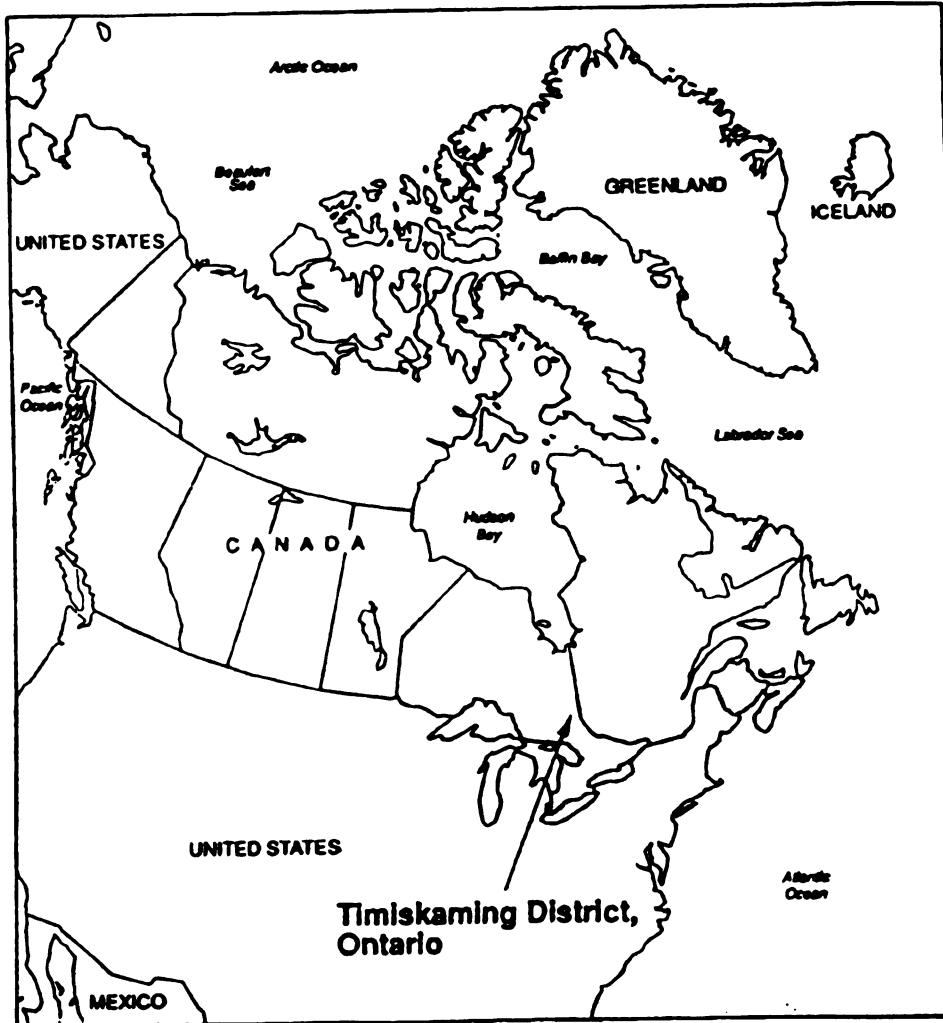 Arctic Ocean
Beaufort
Sea
GREENLAND
ICELAND
UNITED STATES
Baffin Bay
Pacific
Ocean
Labrador Sea
Hudson
Bay
CANADA
UNITED STATES
Atlantic
Ocean
Timiskaming District,
Ontario
MEXICO